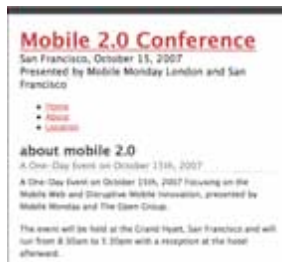 Mobile 2.0 Conference
San Francisco, October 15, 2007
Presented by Mobile Monday London and San
Francisco
Home
About
Location
about mobile 2.0
A One-Day Event on October 15th, 2007
A One-Day Event on October 15th, 2007 Focusing on the
Mobile Web and Disruptive Mobile Innovation, presented by
Mobile Monday and The Open Group.
The event will be held at the Grand Hyatt, San Francisco and will
run from 8:30am to 5:30pm with a reception at the hotel
afterward.